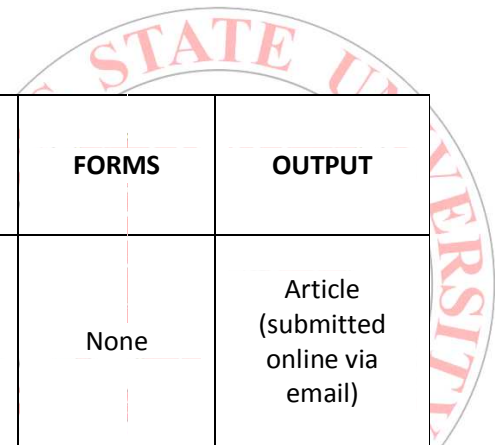 STATE
FORMS
OUTPUT
None
Article
(submitted
online via
email)